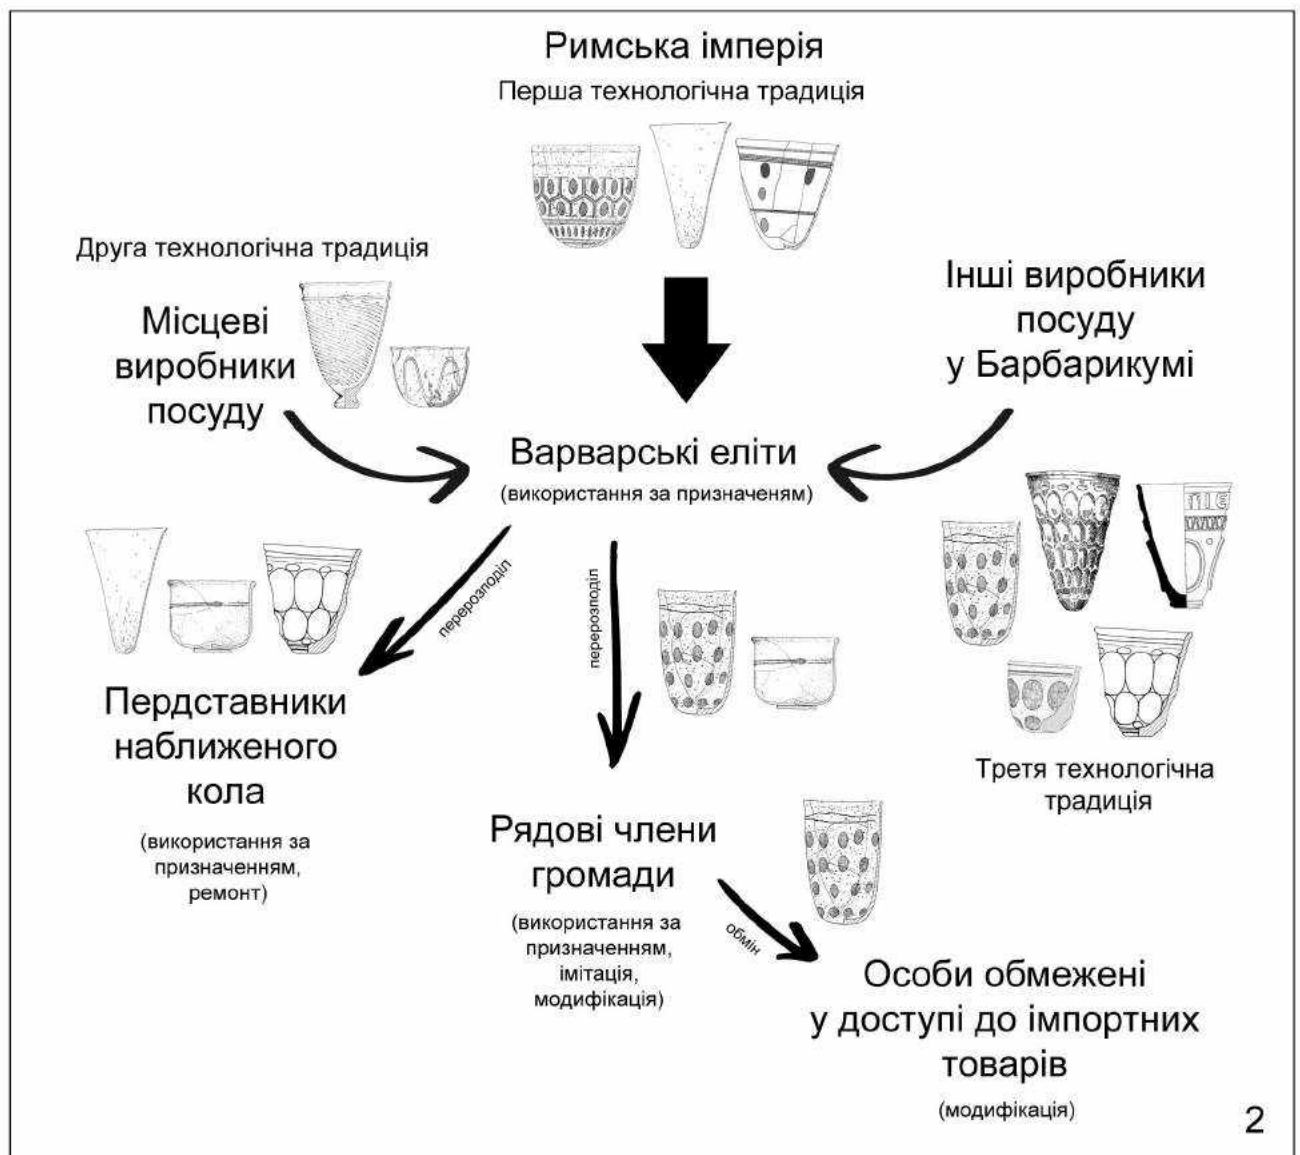 Римська імперія
Перша технологічна традиція
Друга технологічна традиція
Місцеві
виробники
посуду
Інші виробники
посуду
у Барбарикумі
Варварські еліти
(використання за призначеням)
перерозподіл
перерозподіл
Пердставники
наближеного
кола
(використання за
призначенням,
ремонт)
Третя технологічна
традиція
Рядові члени
громади
(використання за
призначенням,
імітація,
модифікація)
обмін
Особи обмежені
у доступі до імпортних
товарів
(модифікація)
2